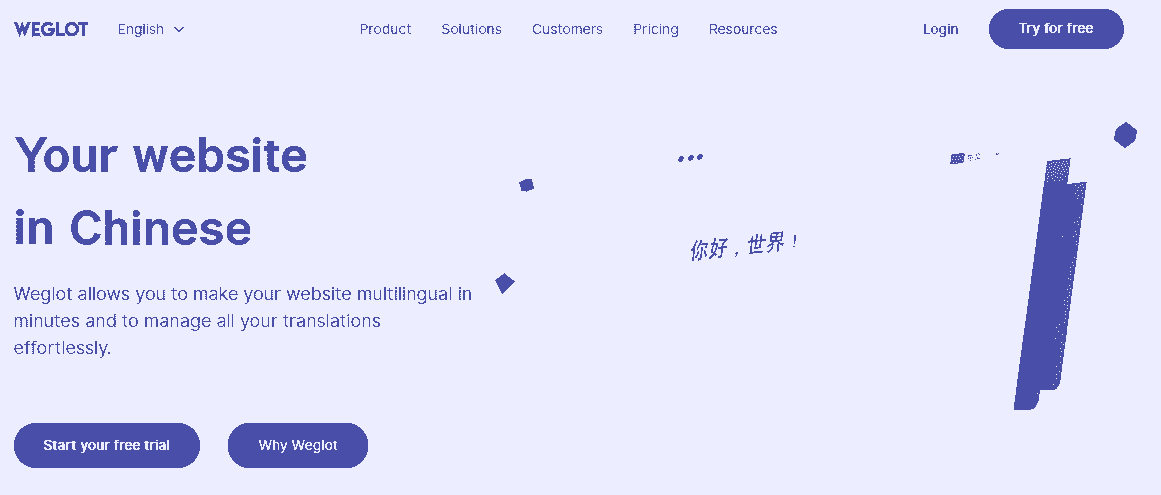 WEGLOT English Product Solutions Customers Pricing Resources Login Try for free
Your website
in Chinese
Weglot allows you to make your website multilingual in
minutes and to manage all your translations
effortlessly.
Start your free trial Why Weglot
你好，世界！